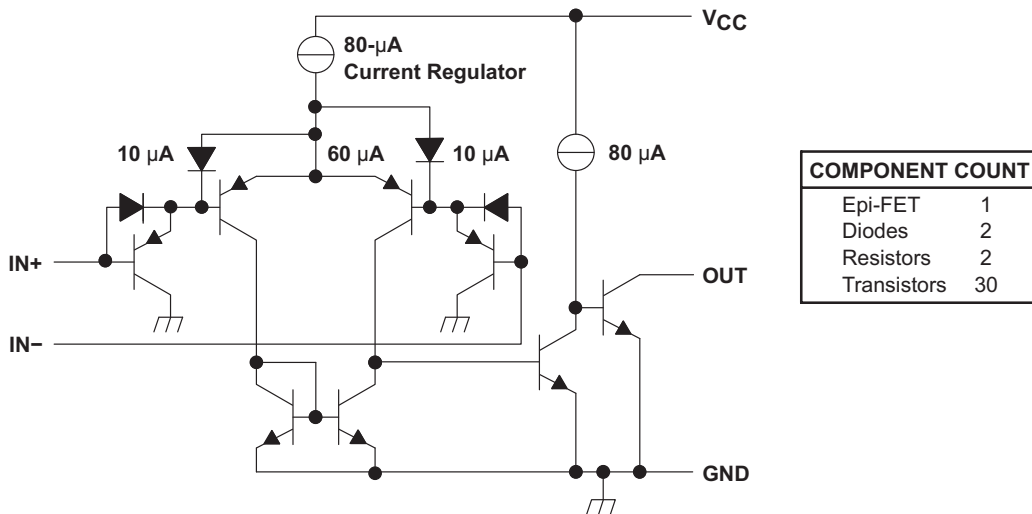 V_CC
80-µA
Current Regulator
10 µA
60 µA
10 µA
80 µA
IN+
OUT
IN−
GND
COMPONENT COUNT
Epi-FET 1
Diodes 2
Resistors 2
Transistors 30